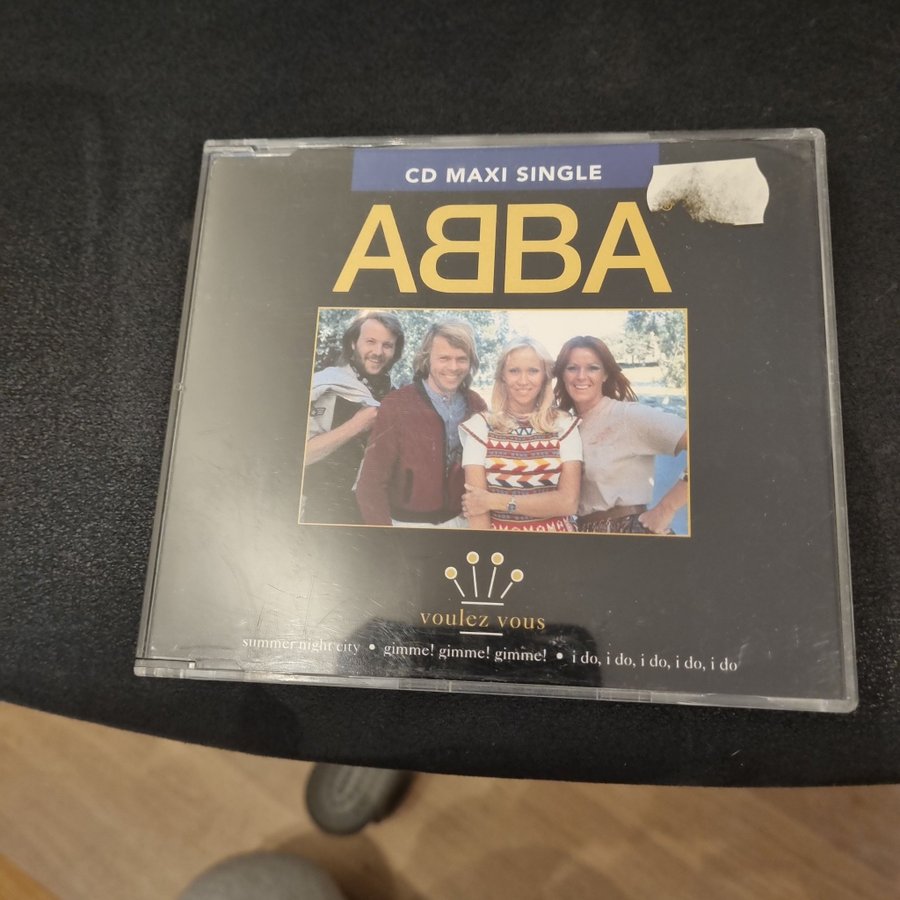 CD MAXI SINGLE
ABBA
voulez vous
summer night city • gimme! gimme! gimme! • i do, i do, i do, i do, i do